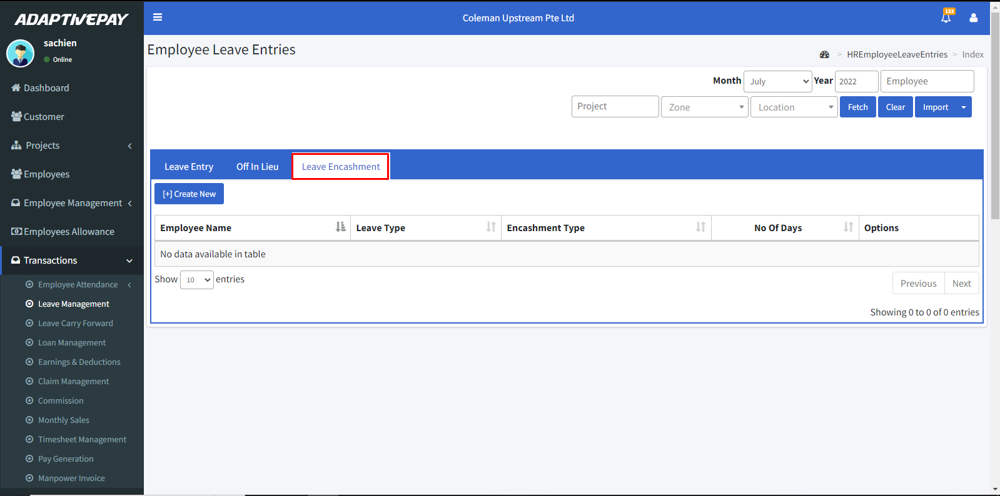 ADAPTIVEPAY
Coleman Upstream Pte Ltd
133
sachien
Online
Employee Leave Entries
> HREmployeeLeaveEntries > Index
Dashboard
Customer
Projects
Employees
Employee Management
Employees Allowance
Transactions
Employee Attendance
Leave Management
Leave Carry Forward
Loan Management
Earnings & Deductions
Claim Management
Commission
Monthly Sales
Timesheet Management
Pay Generation
Manpower Invoice
Month July Year 2022 Employee
Project Zone Location Fetch Clear Import
Leave Entry Off In Lieu Leave Encashment
[+] Create New
Employee Name Leave Type Encashment Type No Of Days Options
No data available in table
Show 10 entries
Previous Next
Showing 0 to 0 of 0 entries